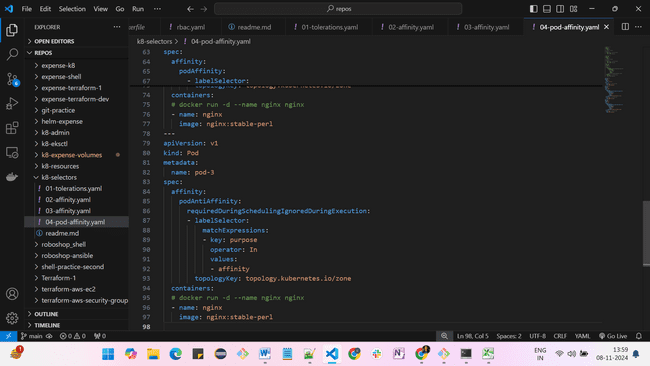 File Edit Selection View Go Run ··· repos
EXPLORER ···
OPEN EDITORS
REPOS
expense-k8
expense-shell
expense-terraform-1
expense-terraform-dev
git-practice
helm-expense
k8-admin
k8-eksctl
k8-expense-volumes
k8-resources
k8-selectors
! 01-tolerations.yaml
! 02-affinity.yaml
! 03-affinity.yaml
! 04-pod-affinity.yaml
readme.md
roboshop_shell
roboshop-ansible
shell-practice-second
Terraform-1
terraform-aws-ec2
terraform-aws-security-group
OUTLINE
TIMELINE
erfile ! rbac.yaml readme.md ! 01-tolerations.yaml ! 02-affinity.yaml ! 03-affinity.yaml ! 04-pod-affinity.yaml
k8-selectors > ! 04-pod-affinity.yaml
63 spec:
65 affinity:
66 podAffinity:
67 - labelSelector:
topologyKey: topology.kubernetes.io/zone
74 containers:
75 # docker run -d --name nginx nginx
76 - name: nginx
77 image: nginx:stable-perl
78 ---
79 apiVersion: v1
80 kind: Pod
81 metadata:
82 name: pod-3
83 spec:
84 affinity:
85 podAntiAffinity:
86 requiredDuringSchedulingIgnoredDuringExecution:
87 - labelSelector:
88 matchExpressions:
89 - key: purpose
90 operator: In
91 values:
92 - affinity
93 topologyKey: topology.kubernetes.io/zone
94 containers:
95 # docker run -d --name nginx nginx
96 - name: nginx
97 image: nginx:stable-perl
98
main 0 0 0 Ln 98, Col 5 Spaces: 2 UTF-8 CRLF YAML Go Live
ENG
IN
13:59
08-11-2024